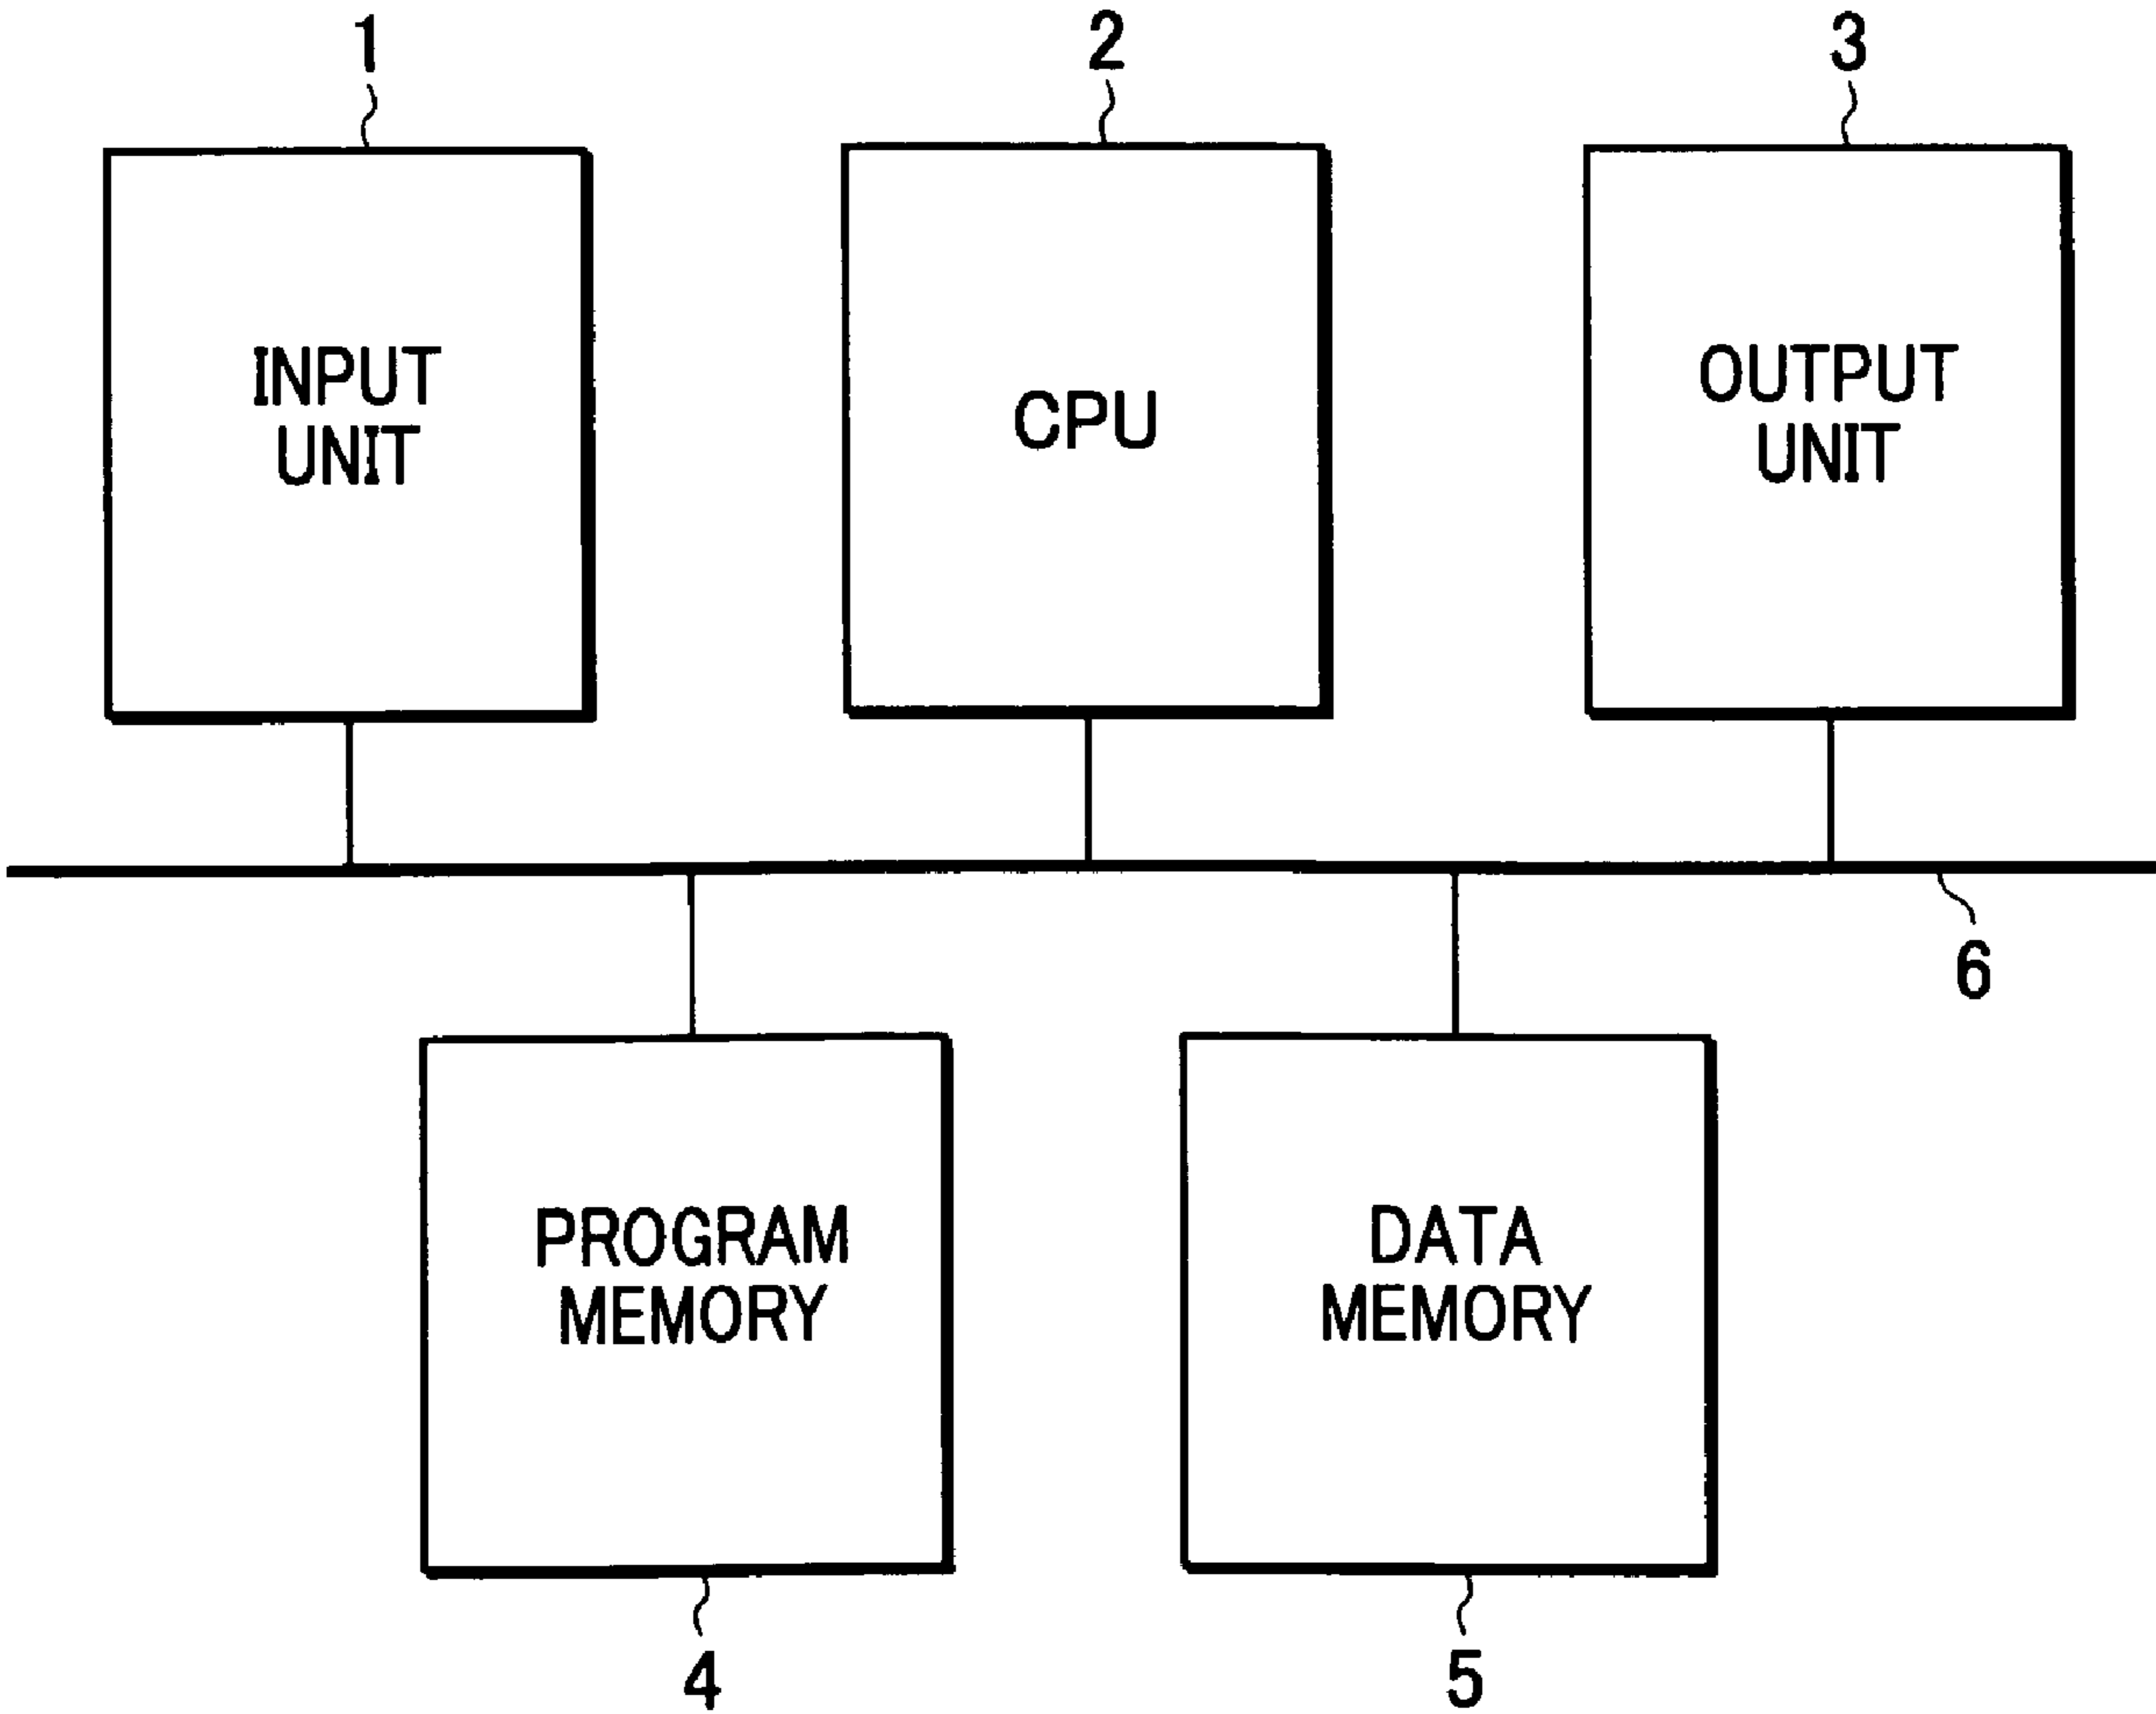 1
2
3
INPUT
UNIT
CPU
OUTPUT
UNIT
6
PROGRAM
MEMORY
DATA
MEMORY
4
5